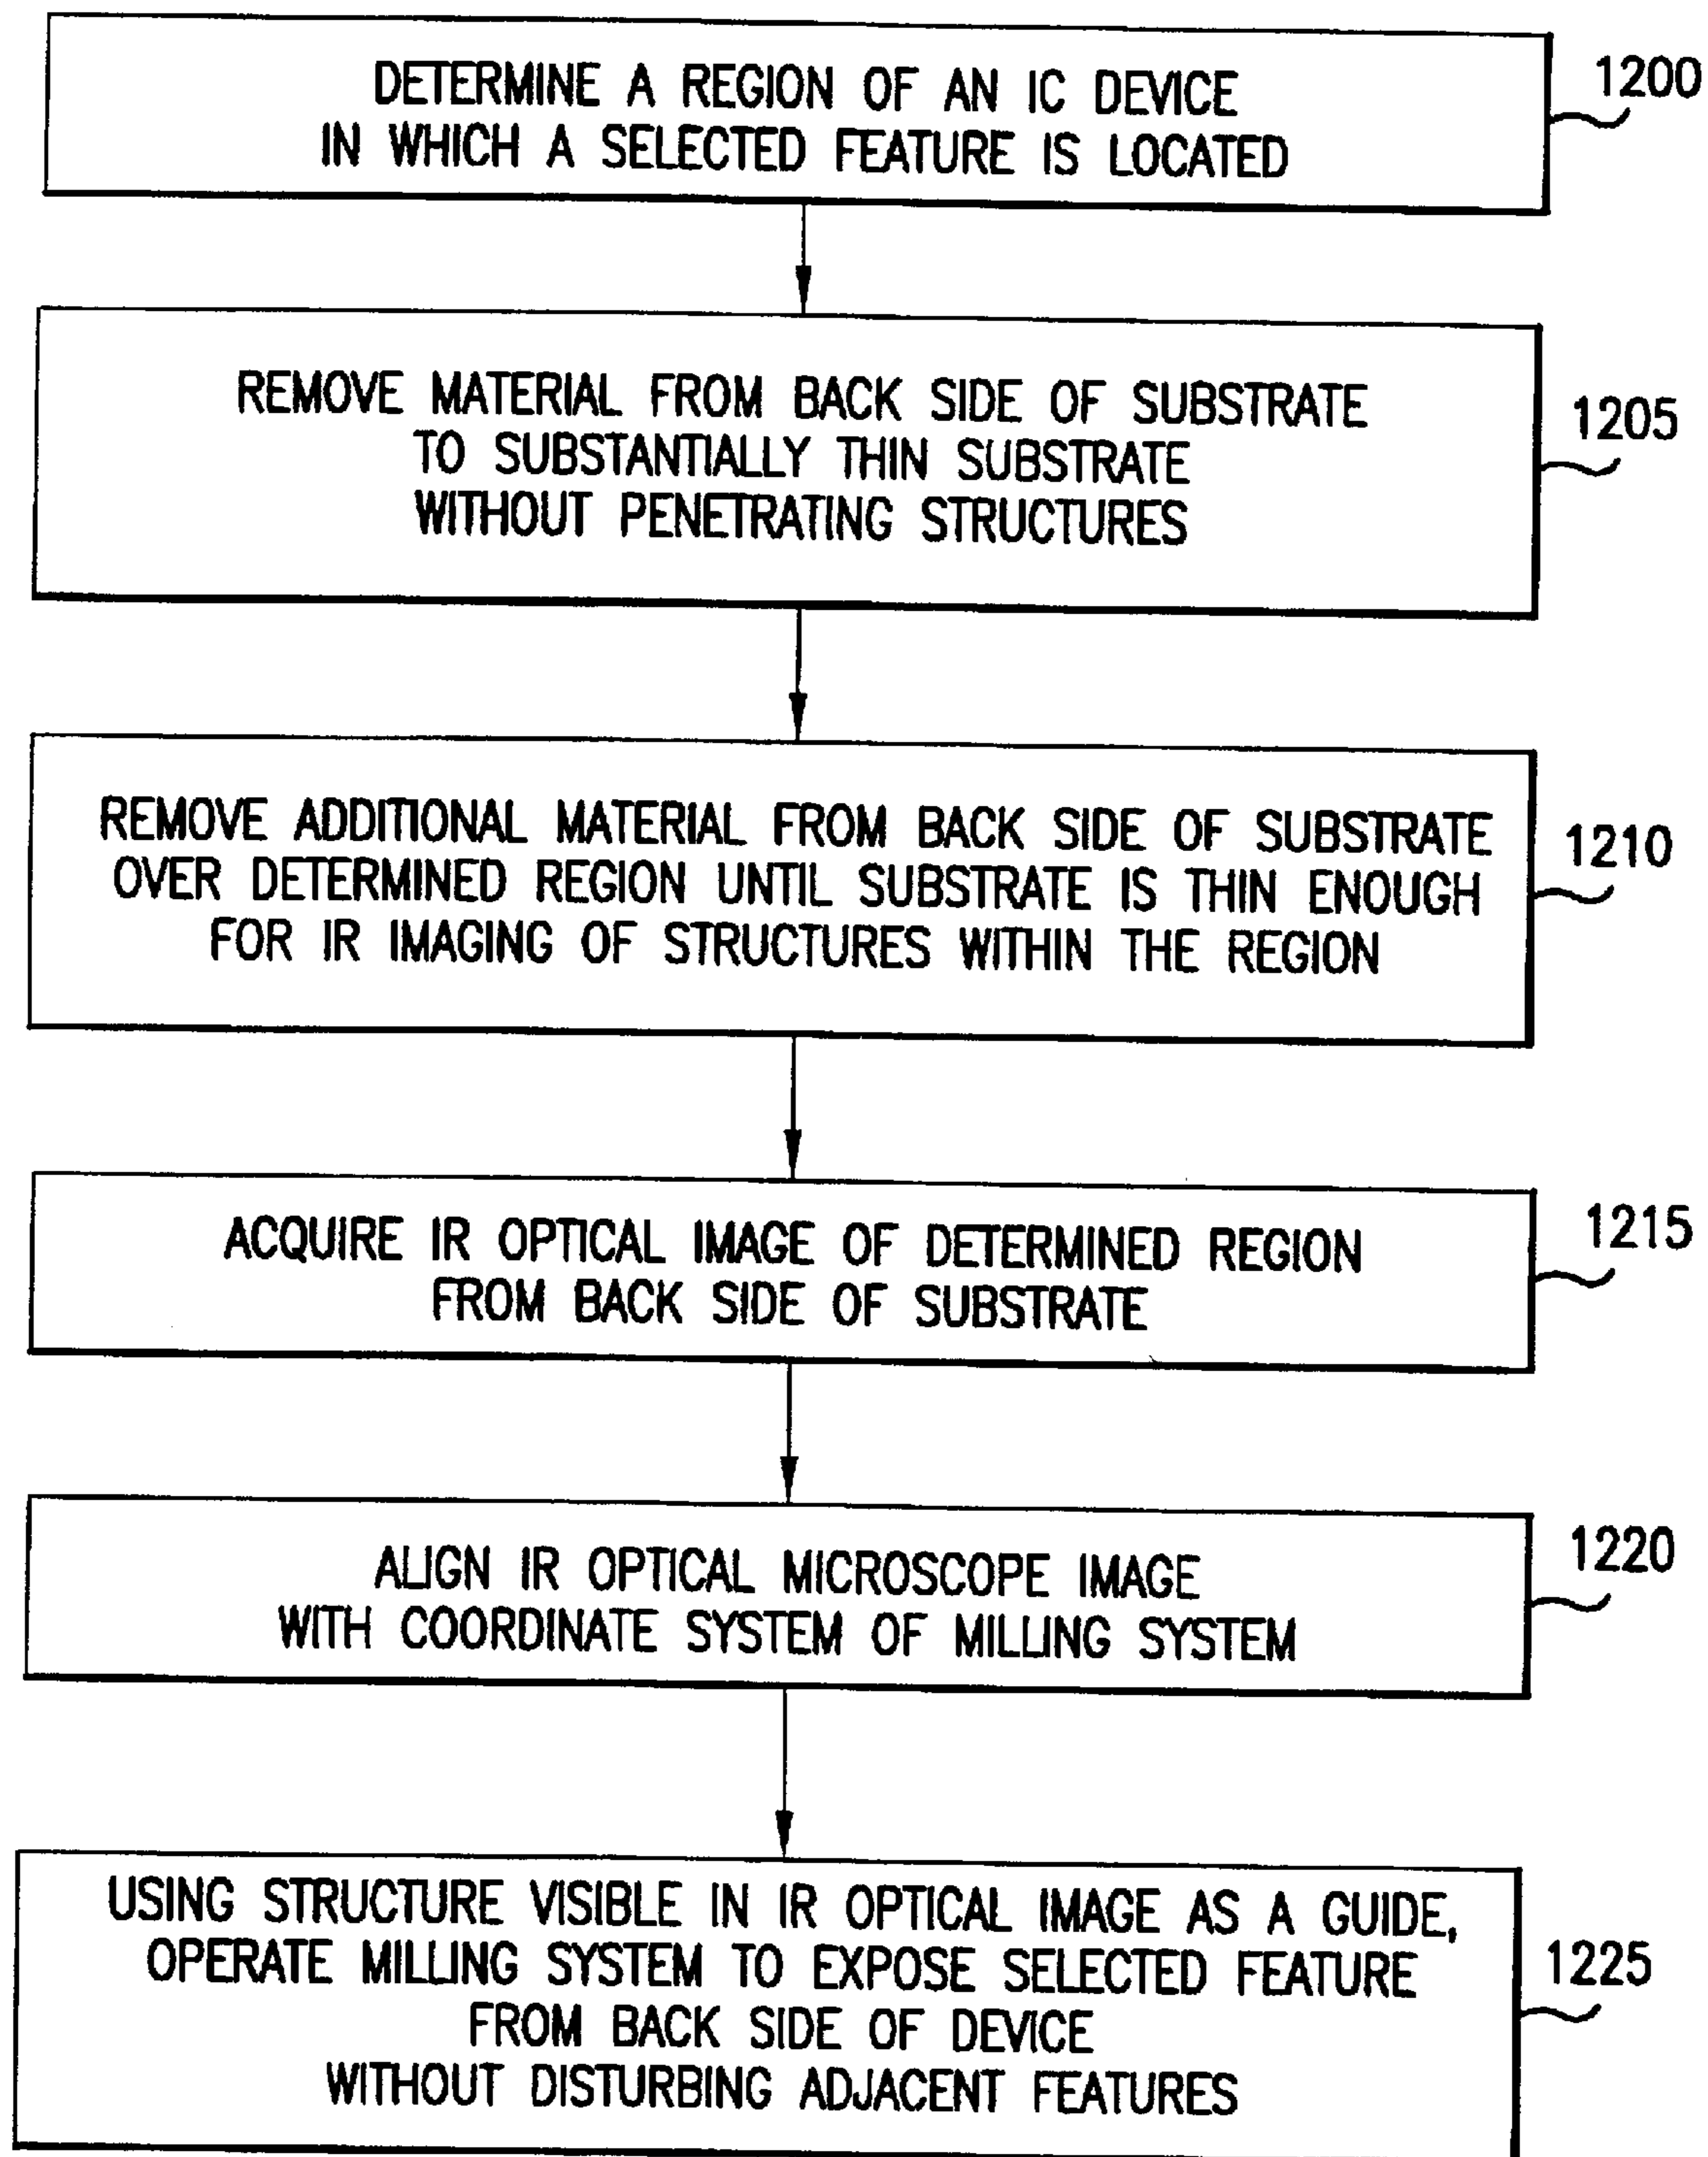 DETERMINE A REGION OF AN IC DEVICE
IN WHICH A SELECTED FEATURE IS LOCATED
1200
REMOVE MATERIAL FROM BACK SIDE OF SUBSTRATE
TO SUBSTANTIALLY THIN SUBSTRATE
WITHOUT PENETRATING STRUCTURES
1205
REMOVE ADDITIONAL MATERIAL FROM BACK SIDE OF SUBSTRATE
OVER DETERMINED REGION UNTIL SUBSTRATE IS THIN ENOUGH
FOR IR IMAGING OF STRUCTURES WITHIN THE REGION
1210
ACQUIRE IR OPTICAL IMAGE OF DETERMINED REGION
FROM BACK SIDE OF SUBSTRATE
1215
ALIGN IR OPTICAL MICROSCOPE IMAGE
WITH COORDINATE SYSTEM OF MILLING SYSTEM
1220
USING STRUCTURE VISIBLE IN IR OPTICAL IMAGE AS A GUIDE,
OPERATE MILLING SYSTEM TO EXPOSE SELECTED FEATURE
FROM BACK SIDE OF DEVICE
WITHOUT DISTURBING ADJACENT FEATURES
1225